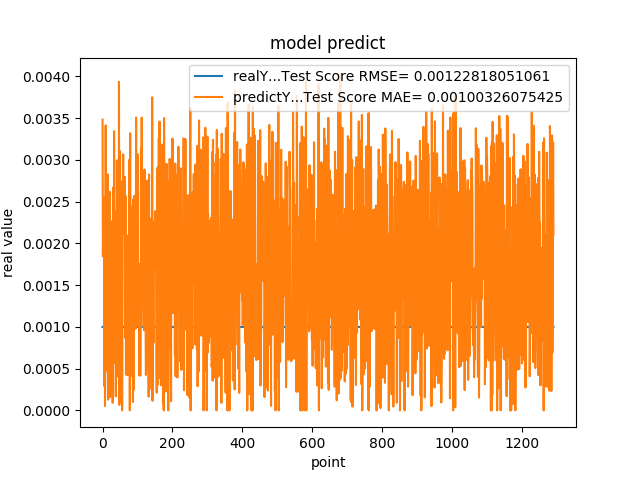 model predict
realY...Test Score RMSE= 0.00122818051061
predictY...Test Score MAE= 0.00100326075425
0.0040
0.0035
0.0030
0.0025
0.0020
0.0015
0.0010
0.0005
0.0000
real value
0 200 400 600 800 1000 1200
point